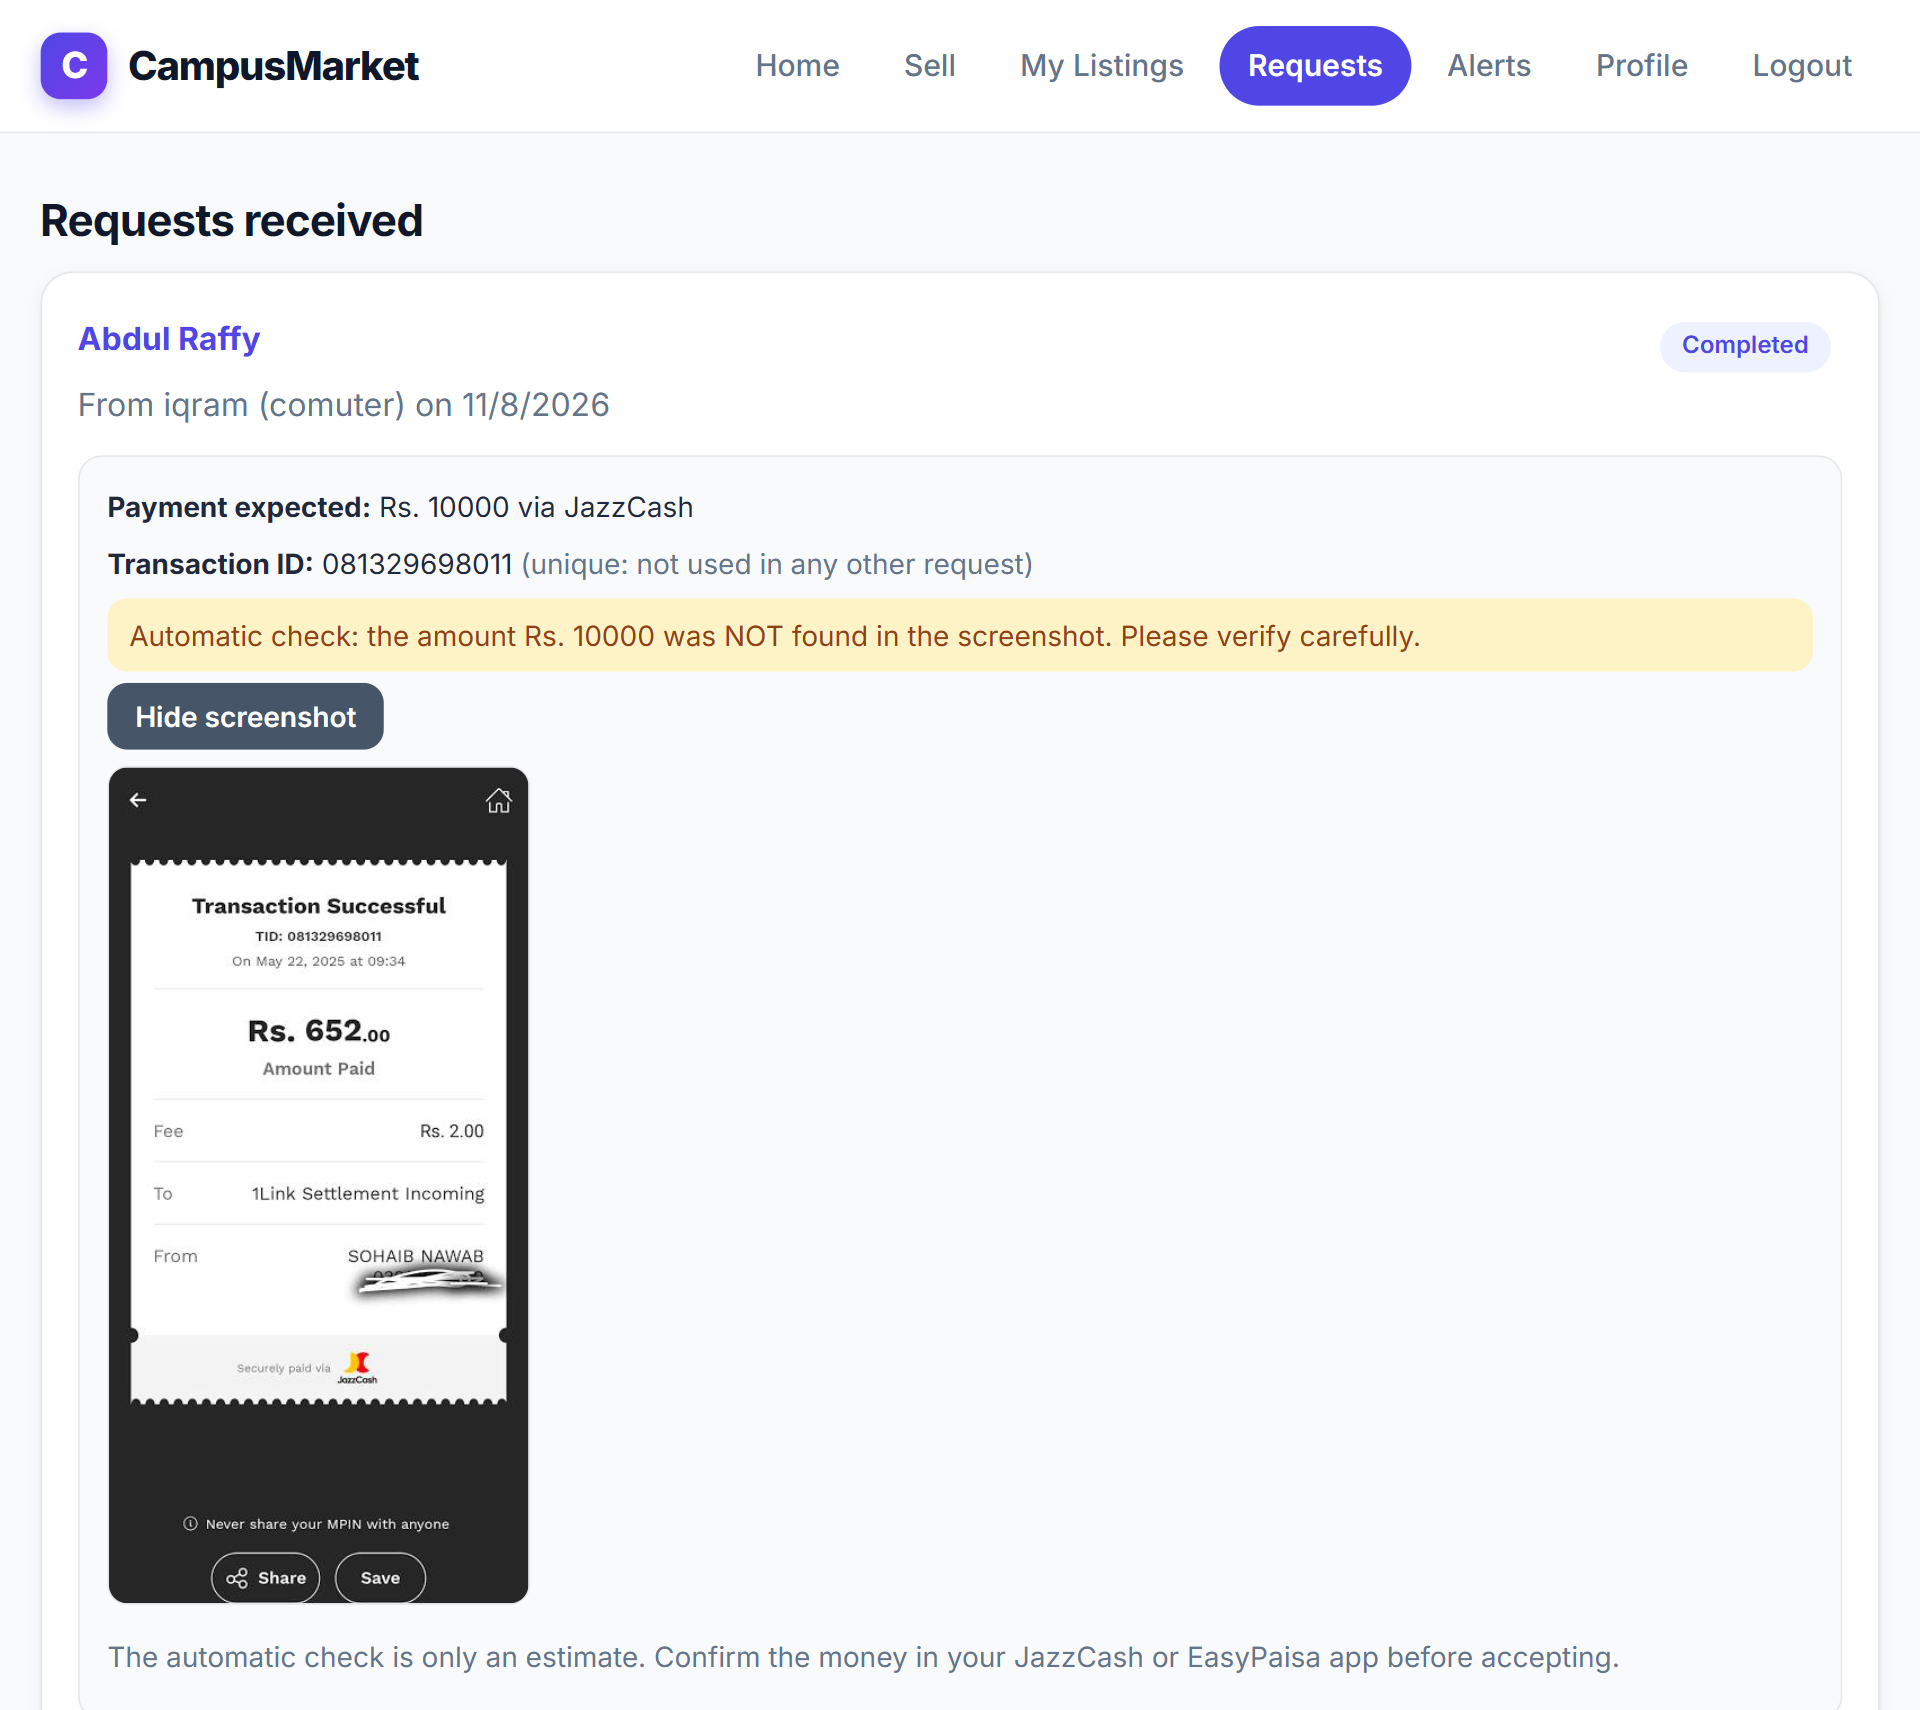 C CampusMarket Home Sell My Listings Requests Alerts Profile Logout
Requests received
Abdul Raffy Completed
From iqram (comuter) on 11/8/2026
Payment expected: Rs. 10000 via JazzCash
Transaction ID: 081329698011 (unique: not used in any other request)
Automatic check: the amount Rs. 10000 was NOT found in the screenshot. Please verify carefully.
Hide screenshot
Transaction Successful
TID: 081329698011
On May 22, 2025 at 09:34
Rs. 652.00
Amount Paid
Fee Rs. 2.00
To 1Link Settlement Incoming
From SOHAIB NAWAB
Securely paid via JazzCash
Never share your MPIN with anyone
Share Save
The automatic check is only an estimate. Confirm the money in your JazzCash or EasyPaisa app before accepting.